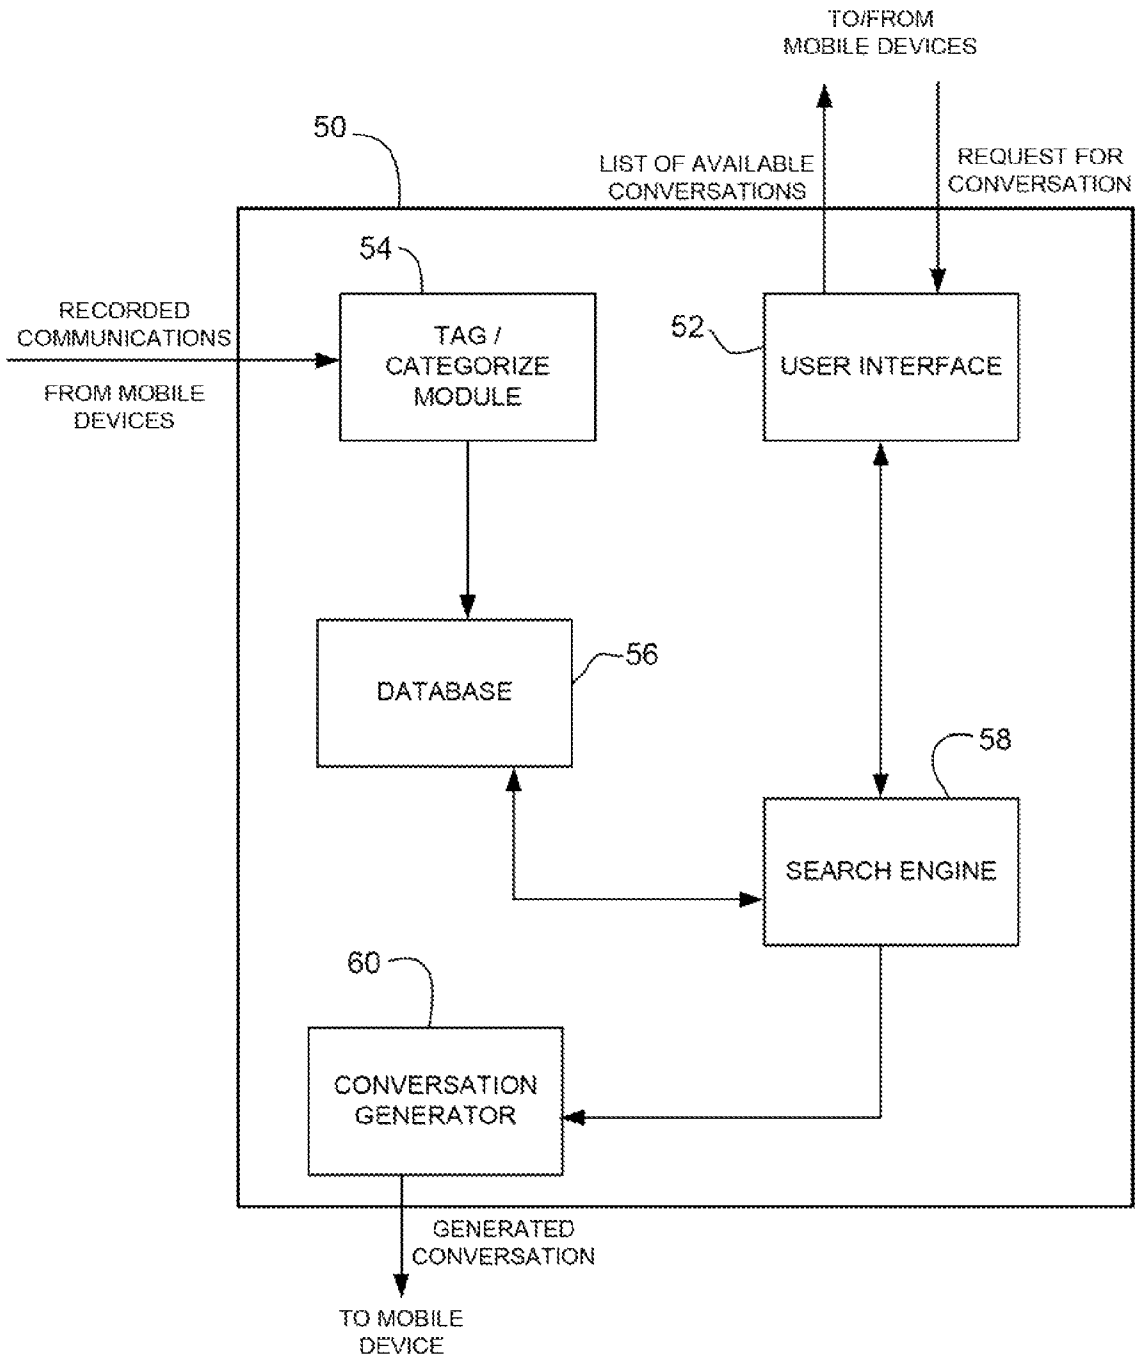 TO/FROM
MOBILE DEVICES
50
LIST OF AVAILABLE
CONVERSATIONS
REQUEST FOR
CONVERSATION
54
RECORDED
COMMUNICATIONS
FROM MOBILE
DEVICES
TAG /
CATEGORIZE
MODULE
52
USER INTERFACE
DATABASE
56
58
SEARCH ENGINE
60
CONVERSATION
GENERATOR
GENERATED
CONVERSATION
TO MOBILE
DEVICE